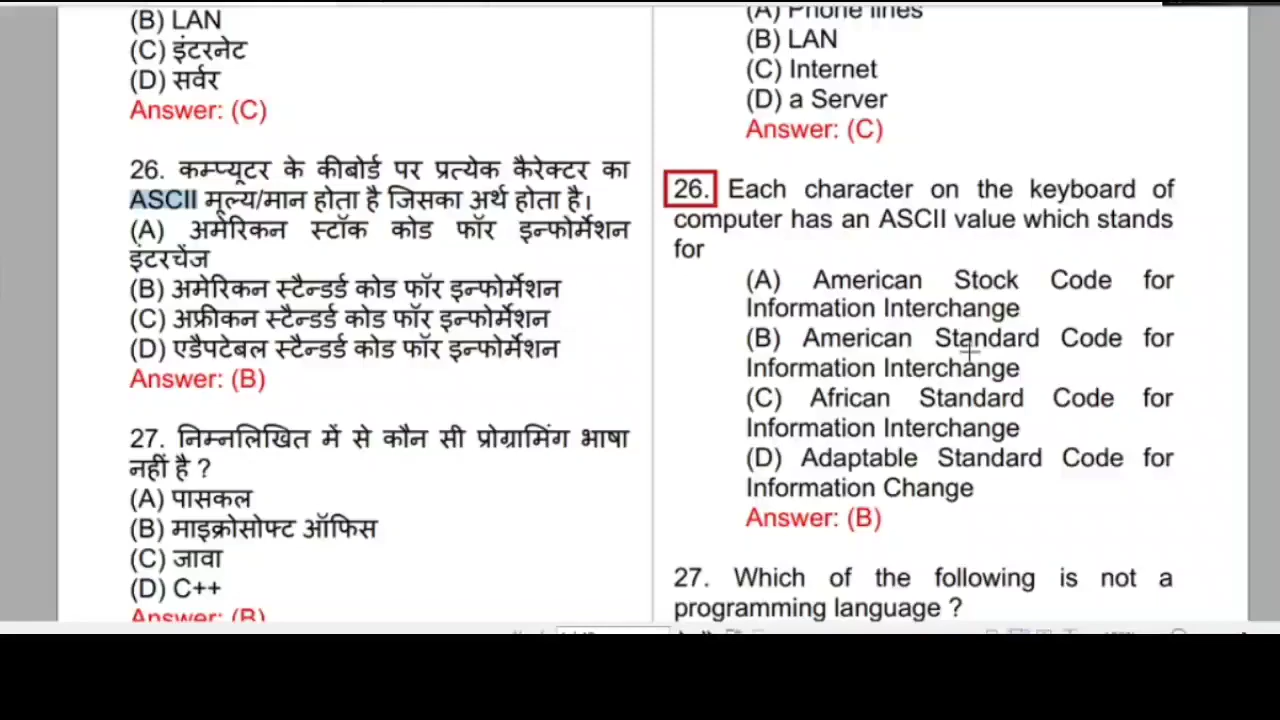 (B) LAN
(C) इंटरनेट
(D) सर्वर
Answer: (C)
26. कम्प्यूटर के कीबोर्ड पर प्रत्येक कैरेक्टर का
ASCII मूल्य/मान होता है जिसका अर्थ होता है।
(A) अमेरिकन स्टॉक कोड फॉर इन्फोर्मेशन
इंटरचेंज
(B) अमेरिकन स्टैन्डर्ड कोड फॉर इन्फोर्मेशन
(C) अफ्रीकन स्टैन्डर्ड कोड फॉर इन्फोर्मेशन
(D) एडैपटेबल स्टैन्डर्ड कोड फॉर इन्फोर्मेशन
Answer: (B)
27. निम्नलिखित में से कौन सी प्रोग्रामिंग भाषा
नहीं है ?
(A) पासकल
(B) माइक्रोसोफ्ट ऑफिस
(C) जावा
(D) C++
Answer: (B)
(A) Phone lines
(B) LAN
(C) Internet
(D) a Server
Answer: (C)
26. Each character on the keyboard of
computer has an ASCII value which stands
for
(A) American Stock Code for
Information Interchange
(B) American Standard Code for
Information Interchange
(C) African Standard Code for
Information Interchange
(D) Adaptable Standard Code for
Information Change
Answer: (B)
27. Which of the following is not a
programming language ?